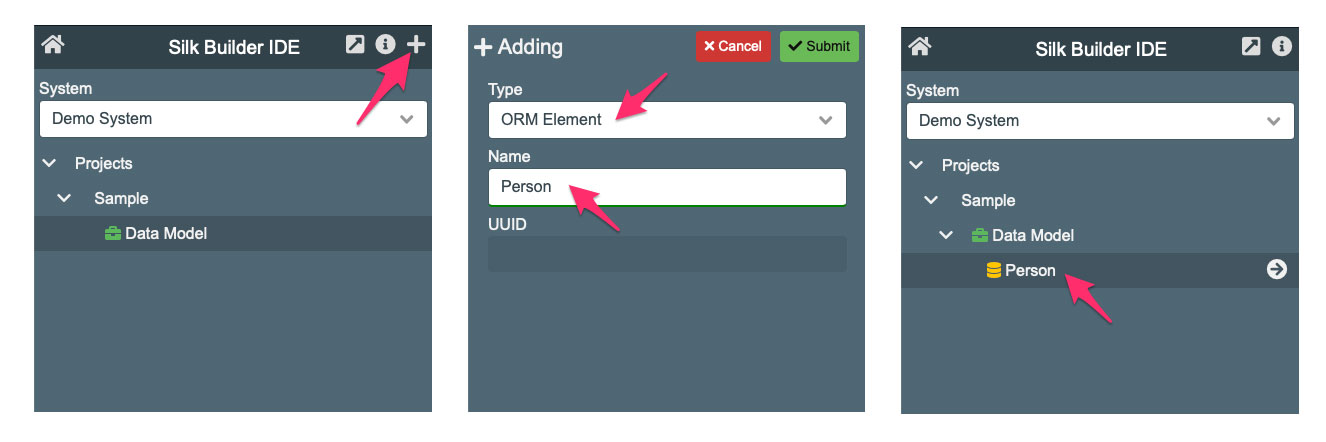 Silk Builder IDE
System
Demo System
Projects
Sample
Data Model
Adding
Cancel
Submit
Type
ORM Element
Name
Person
UUID
Silk Builder IDE
System
Demo System
Projects
Sample
Data Model
Person